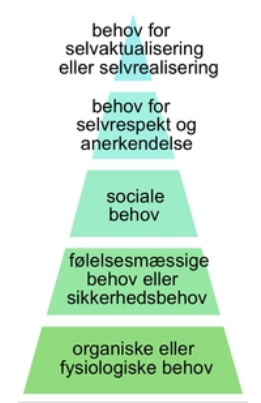 behov for
selvaktualisering
eller selvrealisering
behov for
selvrespekt og
anerkendelse
sociale
behov
følelsesmæssige
behov eller
sikkerhedsbehov
organiske eller
fysiologiske behov